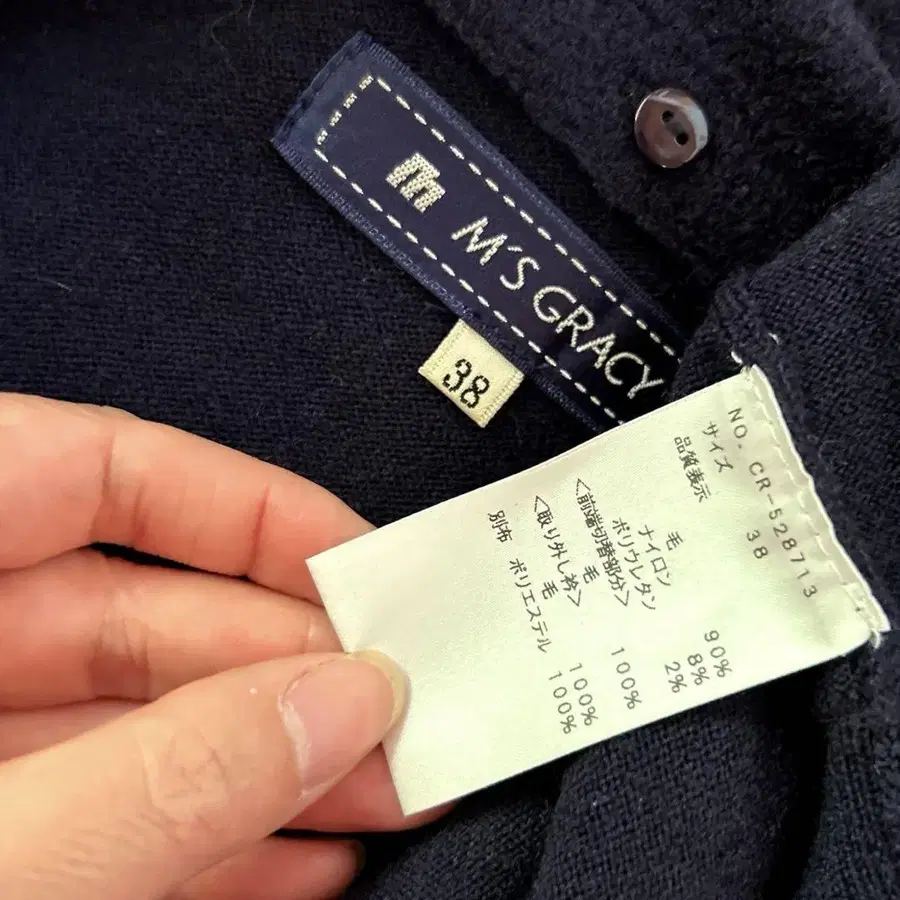 m
M'S GRACY
38
NO. CR-528713
サイズ 38
品質表示
毛 90%
ナイロン 8%
ポリウレタン 2%
<前端切替部分>
毛 100%
<取り外し衿>
毛 100%
別布 ポリエステル 100%